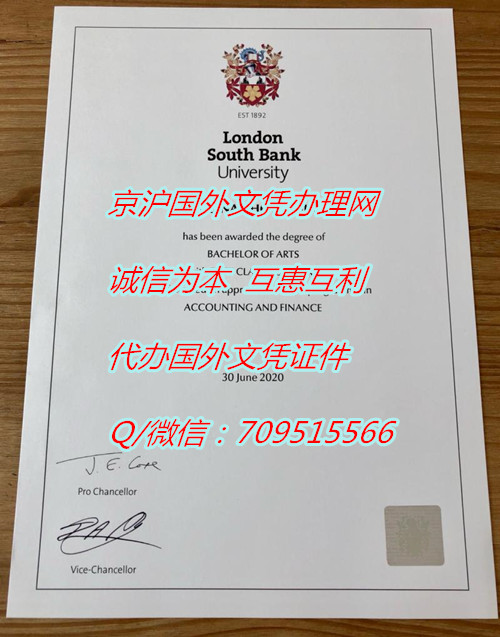 EST 1892
London
South Bank
University
京沪国外文凭办理网
has been awarded the degree of
BACHELOR OF ARTS
诚信为本 互惠互利
ACCOUNTING AND FINANCE
代办国外文凭证件
30 June 2020
Q/微信：709515566
J. E. Cope
Pro Chancellor
Vice-Chancellor